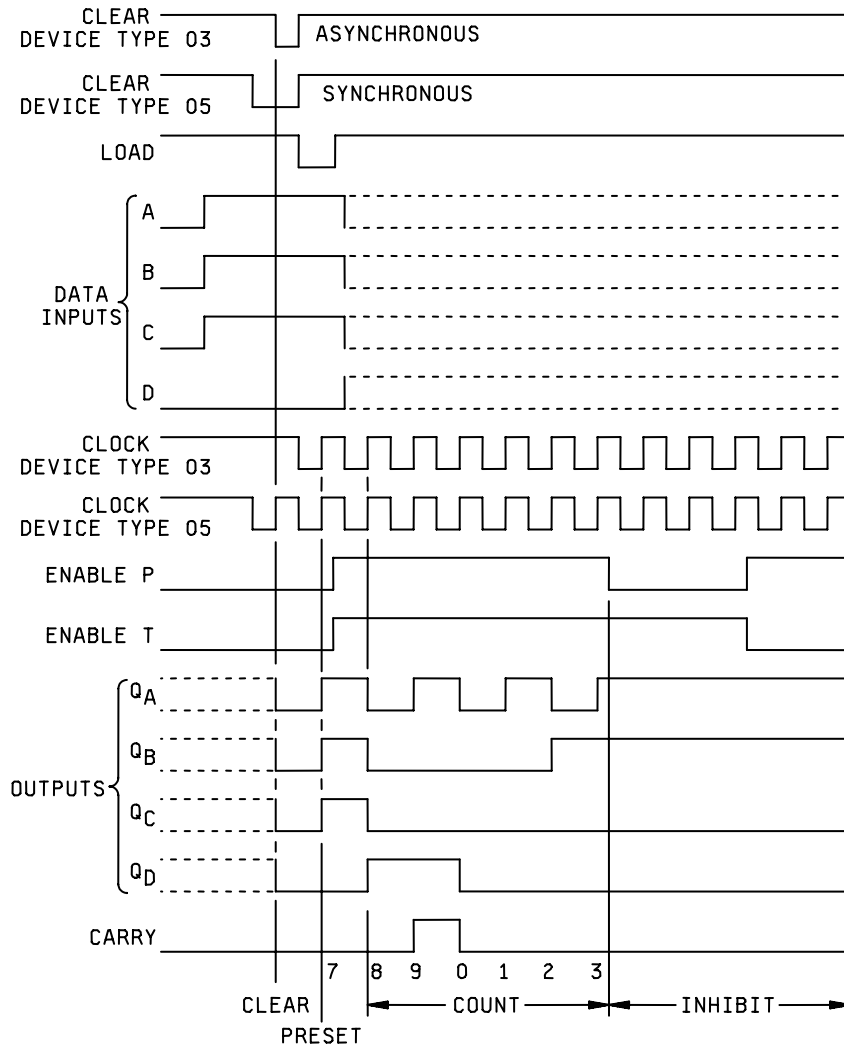 CLEAR
DEVICE TYPE 03
ASYNCHRONOUS
CLEAR
DEVICE TYPE 05
SYNCHRONOUS
LOAD
DATA
INPUTS
A
B
C
D
CLOCK
DEVICE TYPE 03
CLOCK
DEVICE TYPE 05
ENABLE P
ENABLE T
OUTPUTS
QA
QB
QC
QD
CARRY
7 8 9 0 1 2 3
CLEAR
COUNT
INHIBIT
PRESET